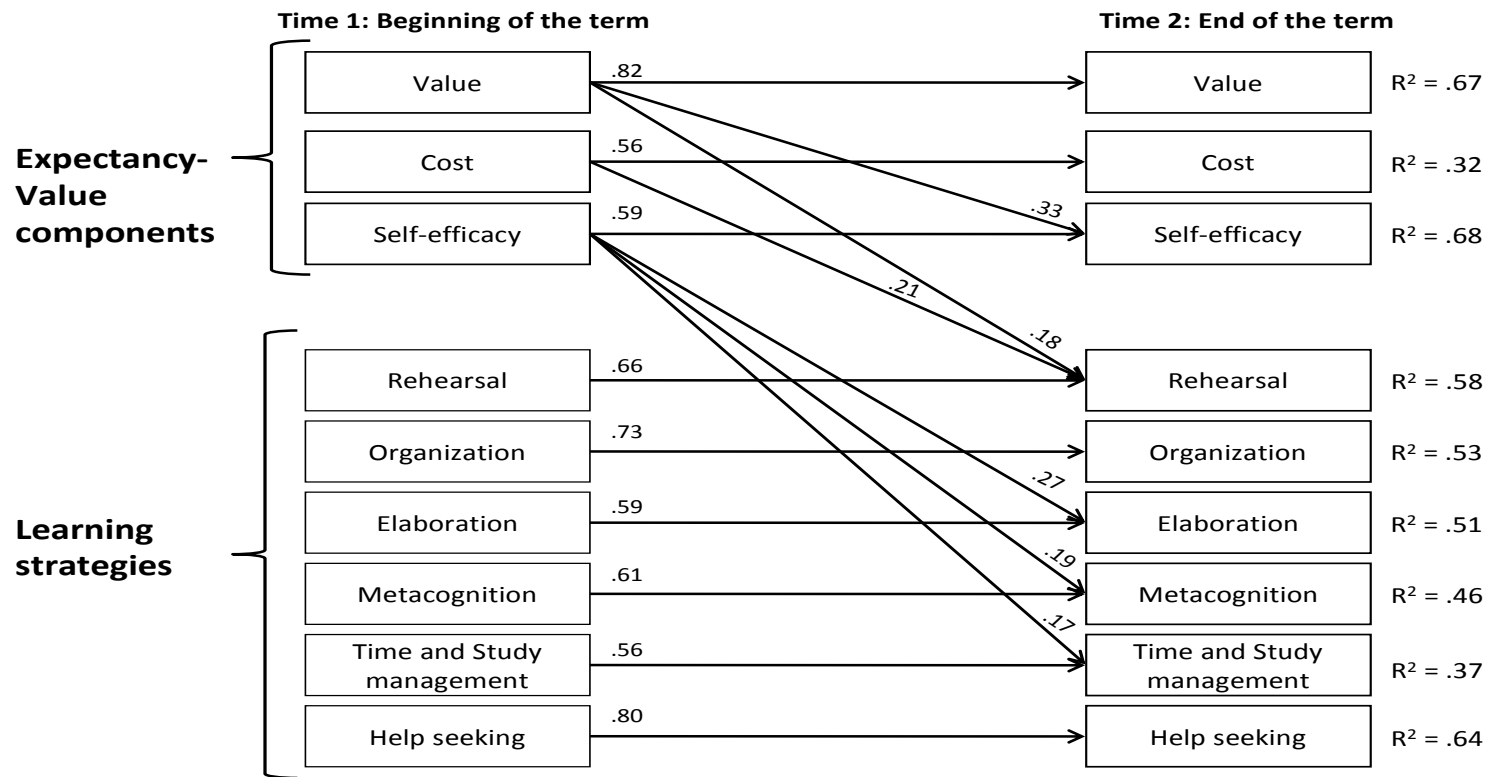 Time 1: Beginning of the term
Time 2: End of the term
Expectancy-
Value
components
Value
.82
Value
R² = .67
Cost
.56
Cost
R² = .32
Self-efficacy
.59
.33
Self-efficacy
R² = .68
.21
.18
Learning
strategies
Rehearsal
.66
Rehearsal
R² = .58
Organization
.73
Organization
R² = .53
Elaboration
.59
.27
Elaboration
R² = .51
Metacognition
.61
.19
Metacognition
R² = .46
Time and Study
management
.56
.17
Time and Study
management
R² = .37
Help seeking
.80
Help seeking
R² = .64